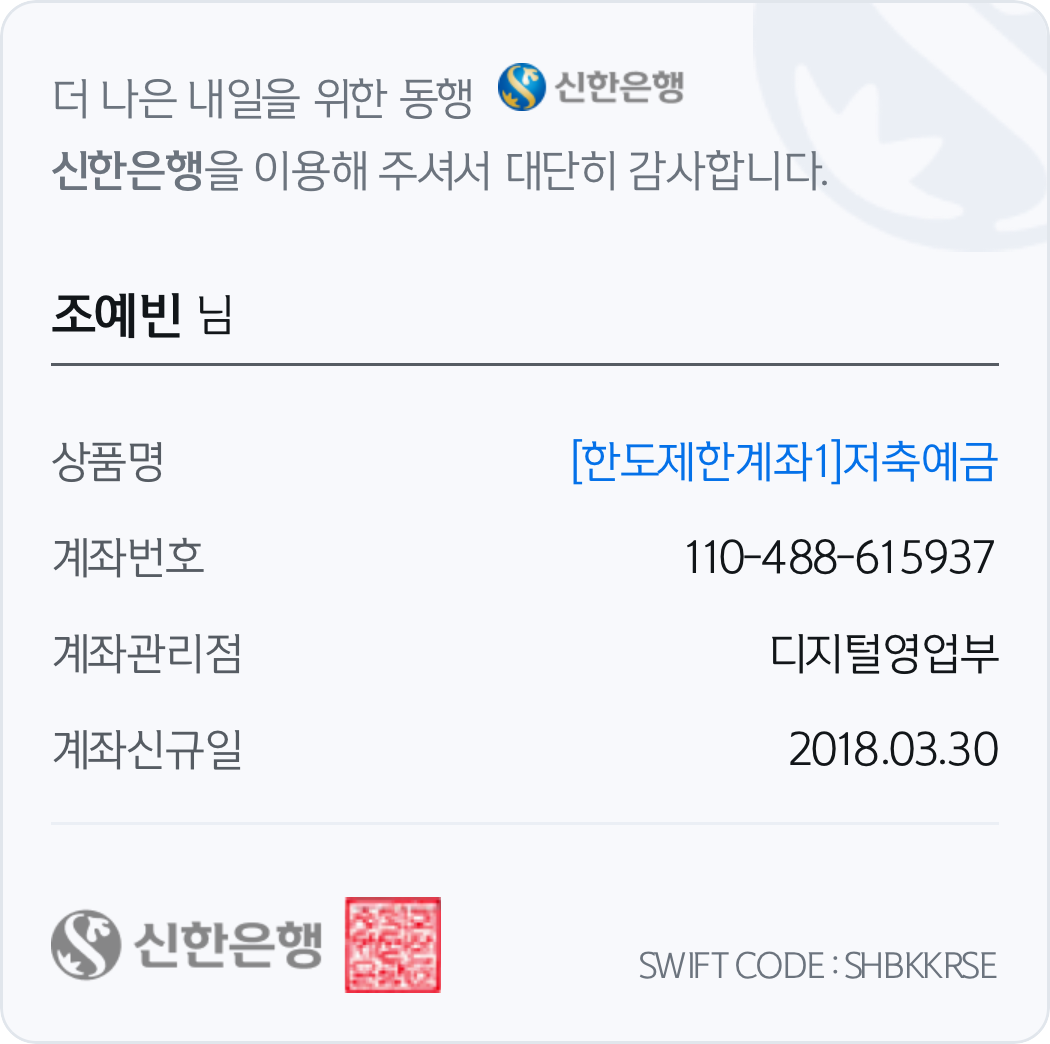 더 나은 내일을 위한 동행 신한은행
신한은행을 이용해 주셔서 대단히 감사합니다.
조예빈 님
상품명 [한도제한계좌1]저축예금
계좌번호 110-488-615937
계좌관리점 디지털영업부
계좌신규일 2018.03.30
신한은행 SWIFT CODE : SHBKKRSE